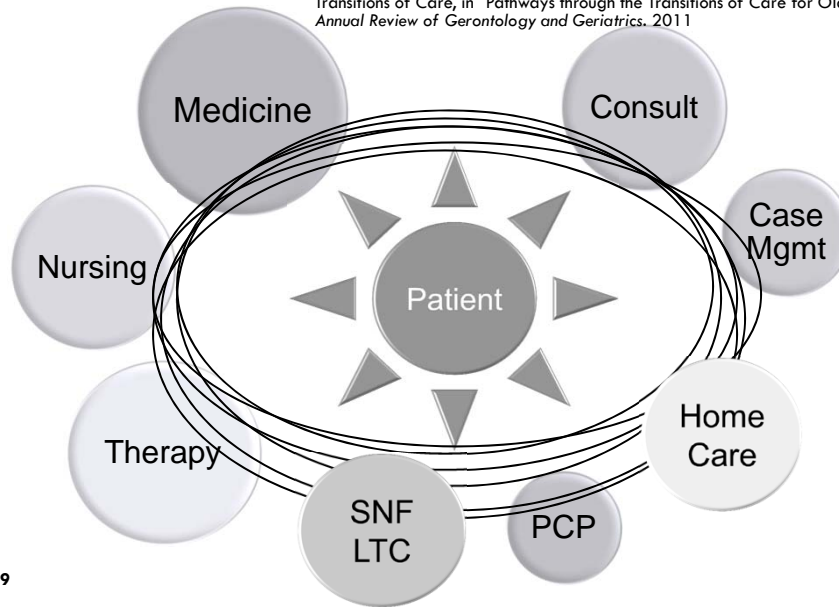 Transitions of Care, in "Pathways through the Transitions of Care for
Annual Review of Gerontology and Geriatrics. 2011
Medicine
Consult
Case
Mgmt
Nursing
Patient
Home
Care
Therapy
SNF
LTC
PCP
9